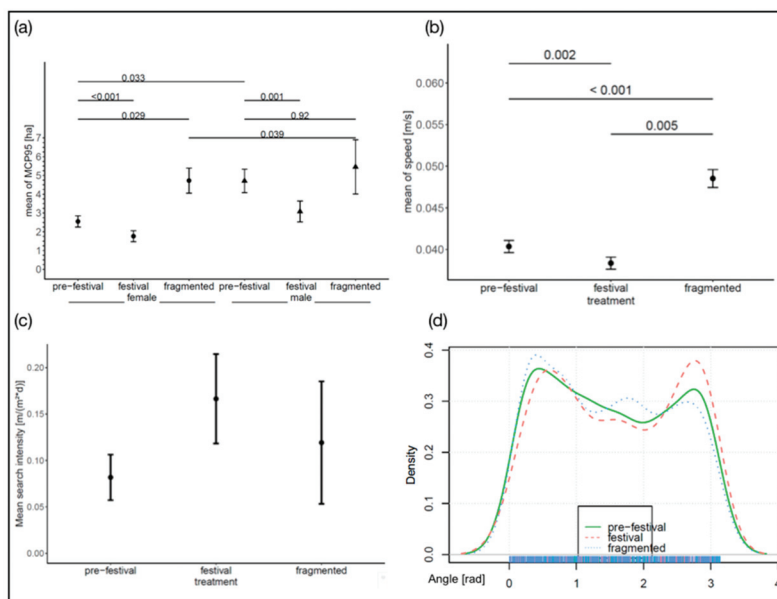 (a)
0.033
<0.001 0.001
0.029 0.92
0.039
mean of MCP95 [ha]
7
6
5
4
3
2
1
0
pre-festival festival fragmented pre-festival festival fragmented
female male
(b)
0.002
< 0.001
0.005
mean of speed [m/s]
0.060
0.055
0.050
0.045
0.040
pre-festival festival fragmented
treatment
(c)
Mean search intensity [m/(m²*d)]
0.20
0.15
0.10
0.05
0.00
pre-festival festival fragmented
treatment
(d)
Density
0.4
0.3
0.2
0.1
0.0
pre-festival
festival
fragmented
Angle [rad] 0 1 2 3 4